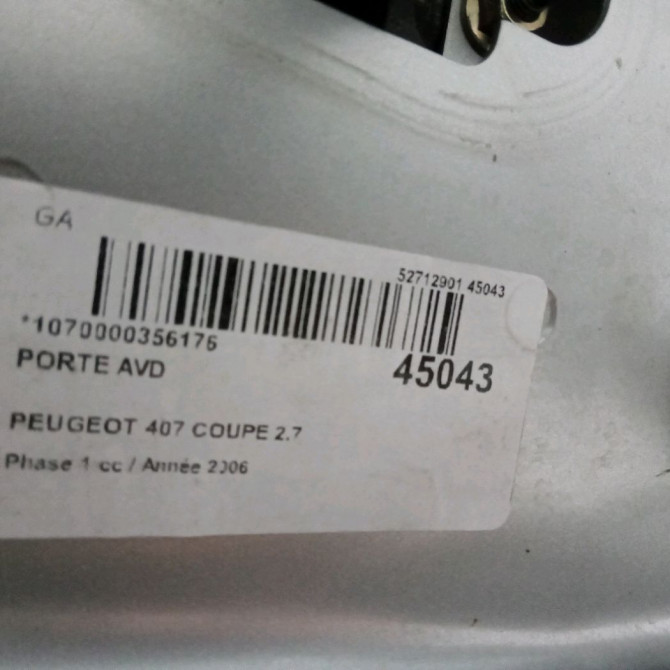 GA
52712901 45043
*1070000356176
45043
PORTE AVD
PEUGEOT 407 COUPE 2.7
Phase 1 cc / Année 2006